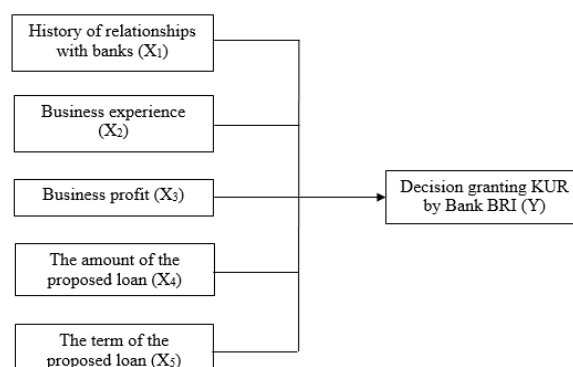 History of relationships
with banks (X₁)
Business experience
(X₂)
Business profit (X₃)
Decision granting KUR
by Bank BRI (Y)
The amount of the
proposed loan (X₄)
The term of the
proposed loan (X₅)